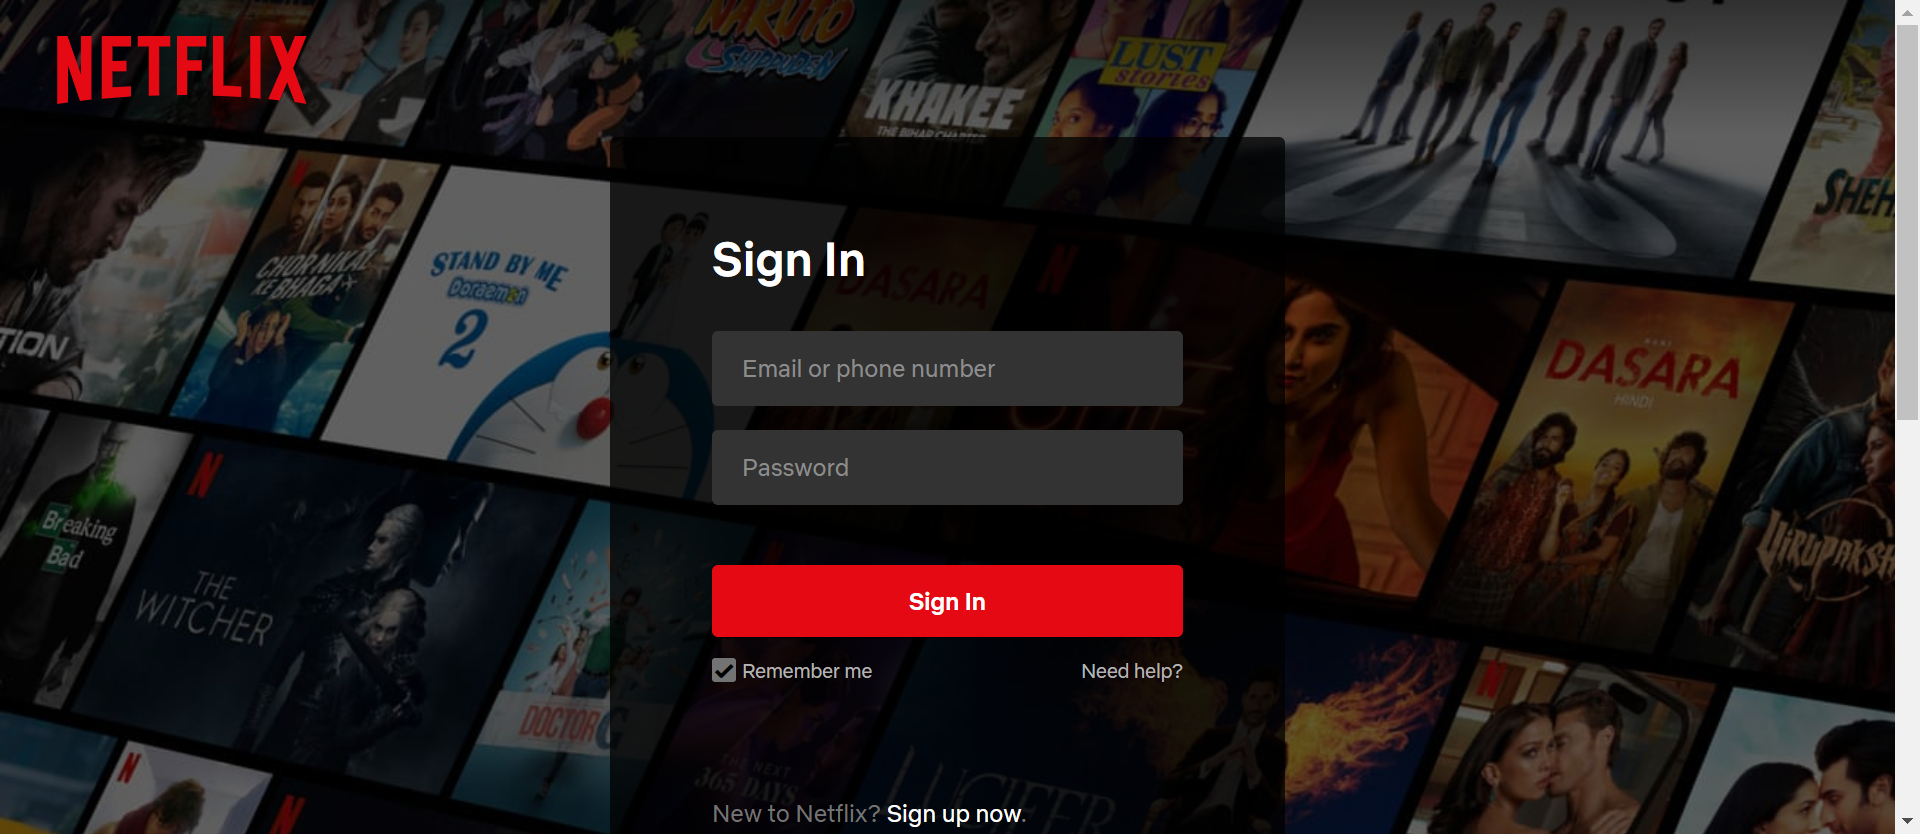 NETFLIX
NARUTO
SHIPPUDEN
KHAKEE
THE BIHAR CHAPTER
LUST
stories
SHEH
Sign In
CHOR NIKAL
KE BHAGA
STAND BY ME
Doraemon
2
TION
DASARA
N
NANI
DASARA
HINDI
Email or phone number
Password
Breaking
Bad
N
THE
WITCHER
VIRUPAKSH
Sign In
Remember me
Need help?
DOCTOR G
N
N
N
THE NEXT
365 DAYS
LUCIFER
New to Netflix? Sign up now.